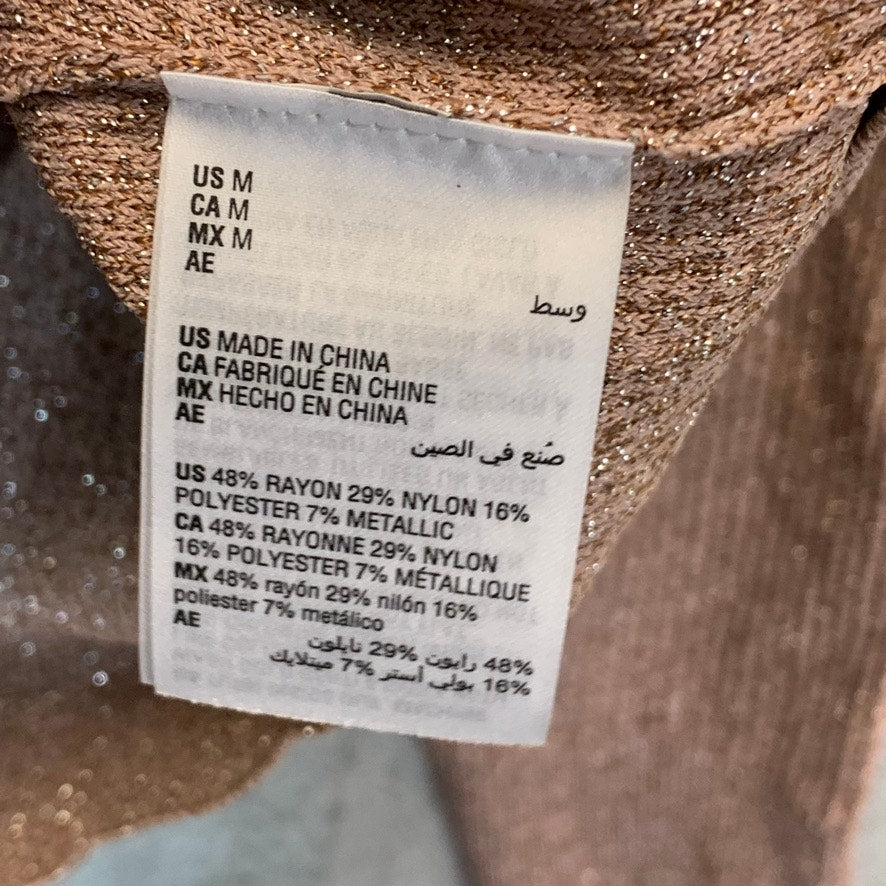 US M
CA M
MX M
AE
وسط
US MADE IN CHINA
CA FABRIQUÉ EN CHINE
MX HECHO EN CHINA
AE
صُنع في الصين
US 48% RAYON 29% NYLON 16%
POLYESTER 7% METALLIC
CA 48% RAYONNE 29% NYLON
16% POLYESTER 7% MÉTALLIQUE
MX 48% rayón 29% nilón 16%
poliester 7% metálico
AE
48% رايون 29% نايلون
16% بولي أستر 7% ميتلايك